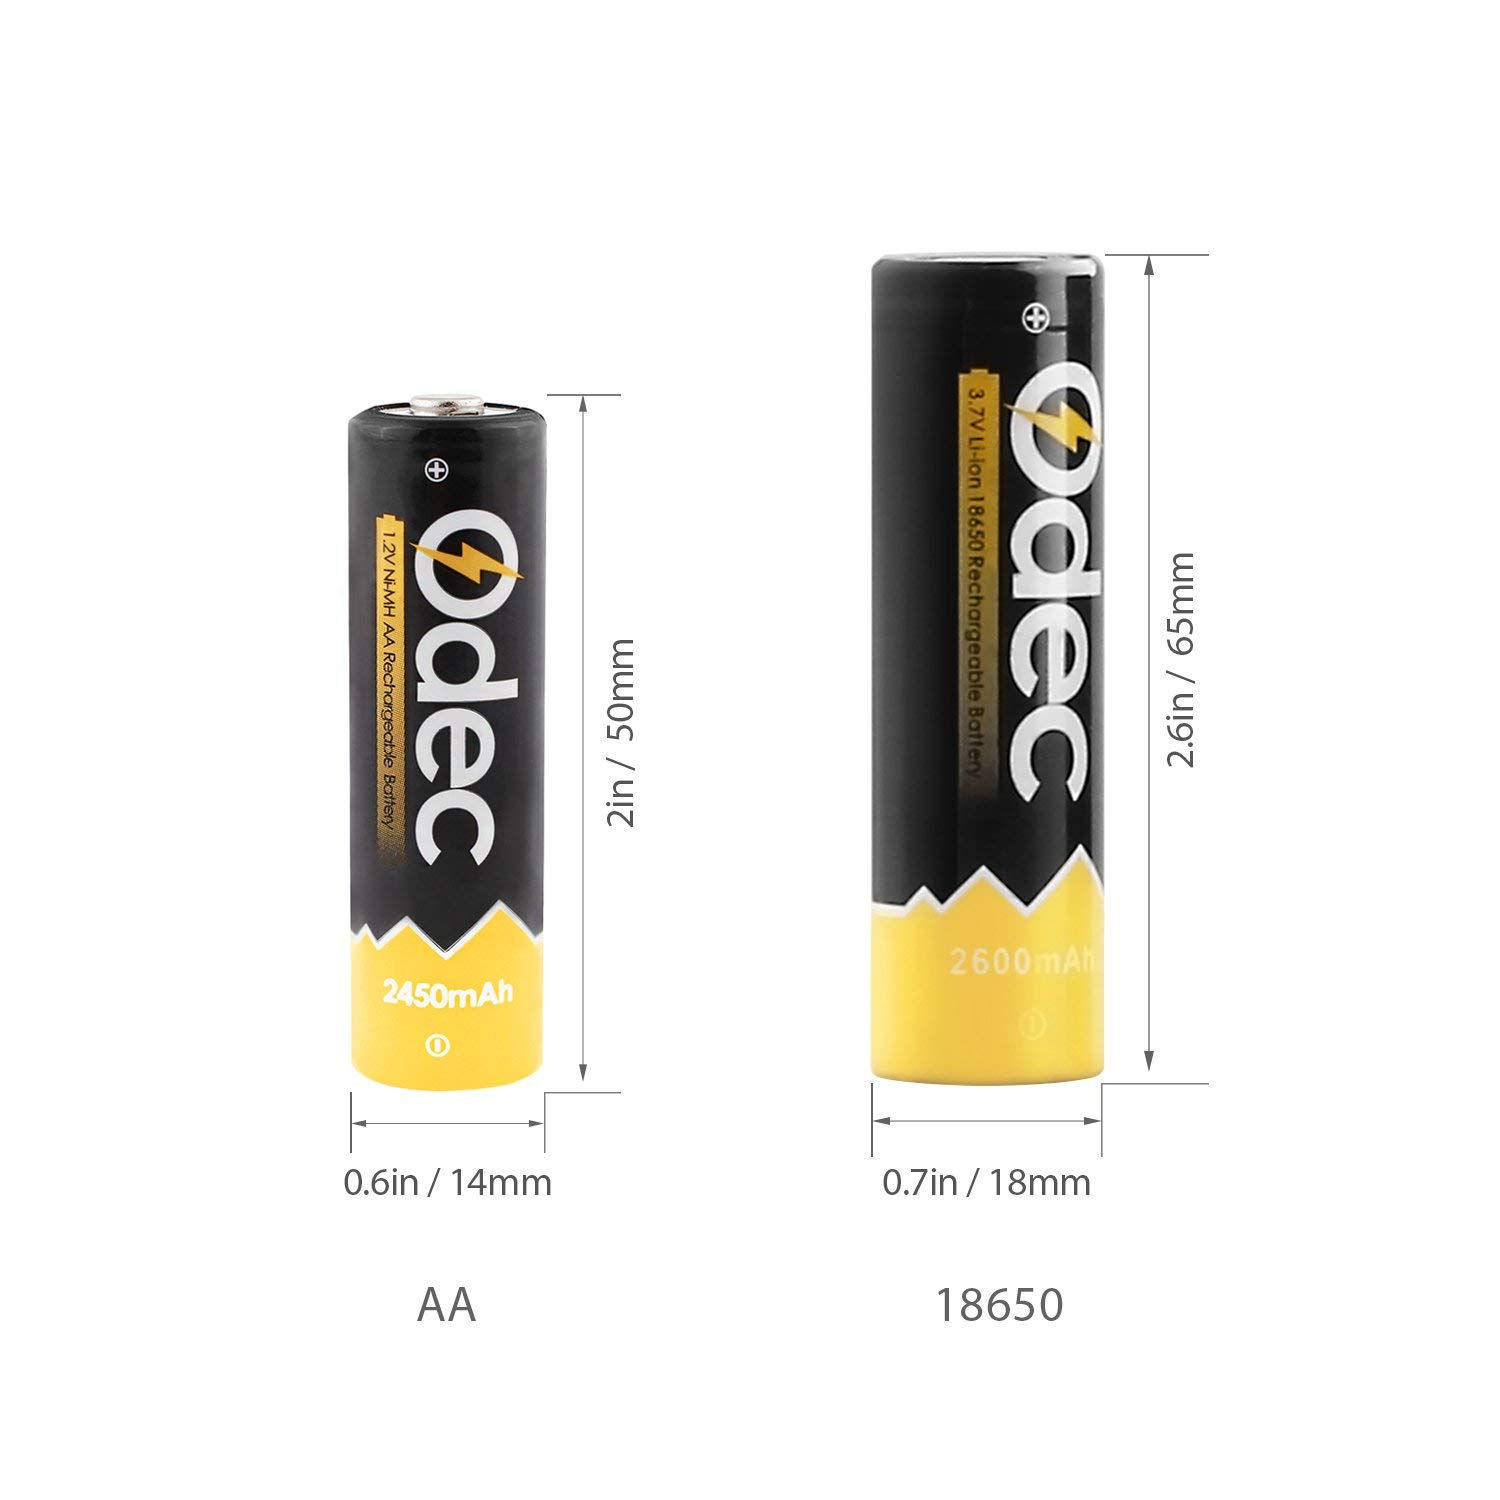 Odec
1.2V Ni-MH AA Rechargeable Battery
2450mAh
2in / 50mm
0.6in / 14mm
AA
Odec
3.7V Li-ion 18650 Rechargeable Battery
2600mAh
2.6in / 65mm
0.7in / 18mm
18650